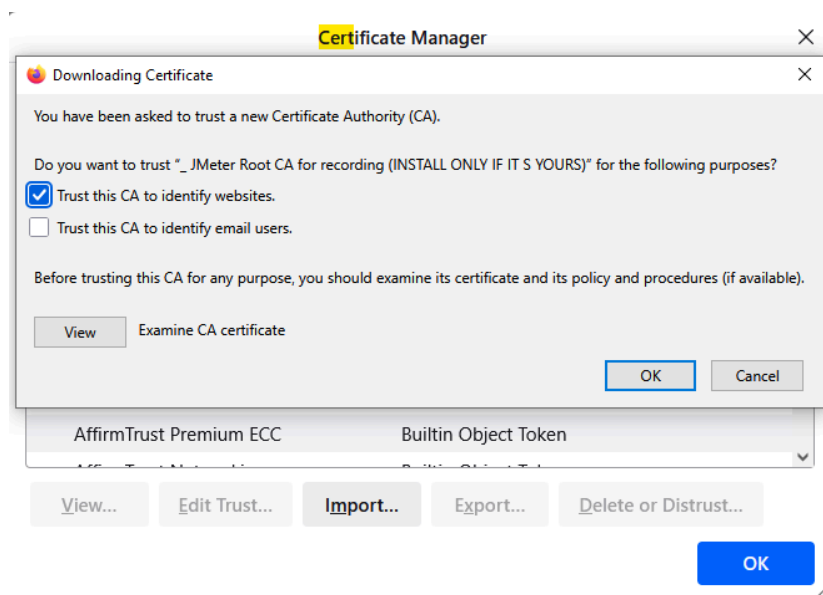 Certificate Manager
Downloading Certificate
You have been asked to trust a new Certificate Authority (CA).
Do you want to trust “_ JMeter Root CA for recording (INSTALL ONLY IF IT S YOURS)” for the following purposes?
Trust this CA to identify websites.
Trust this CA to identify email users.
Before trusting this CA for any purpose, you should examine its certificate and its policy and procedures (if available).
View Examine CA certificate
OK Cancel
AffirmTrust Premium ECC Builtin Object Token
View... Edit Trust... Import... Export... Delete or Distrust...
OK